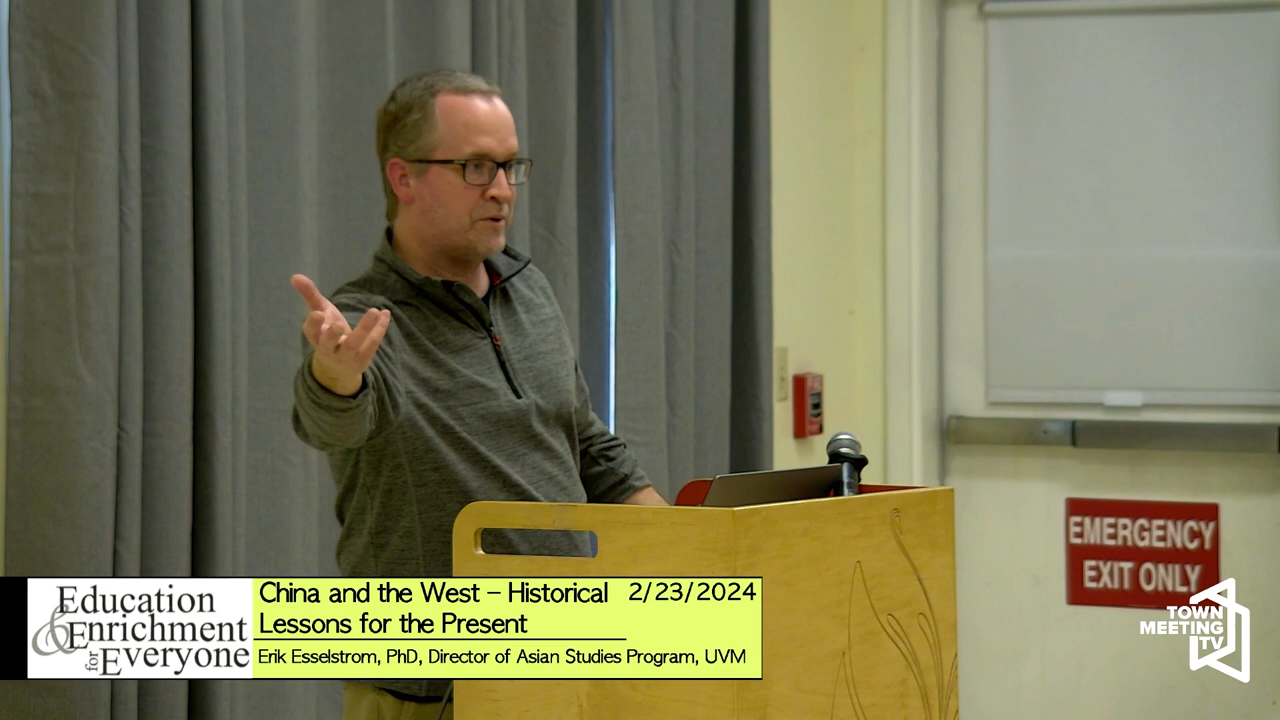 EMERGENCY
EXIT ONLY
Education
& Enrichment
for Everyone
China and the West – Historical 2/23/2024
Lessons for the Present
Erik Esselstrom, PhD, Director of Asian Studies Program, UVM
TOWN
MEETING
TV